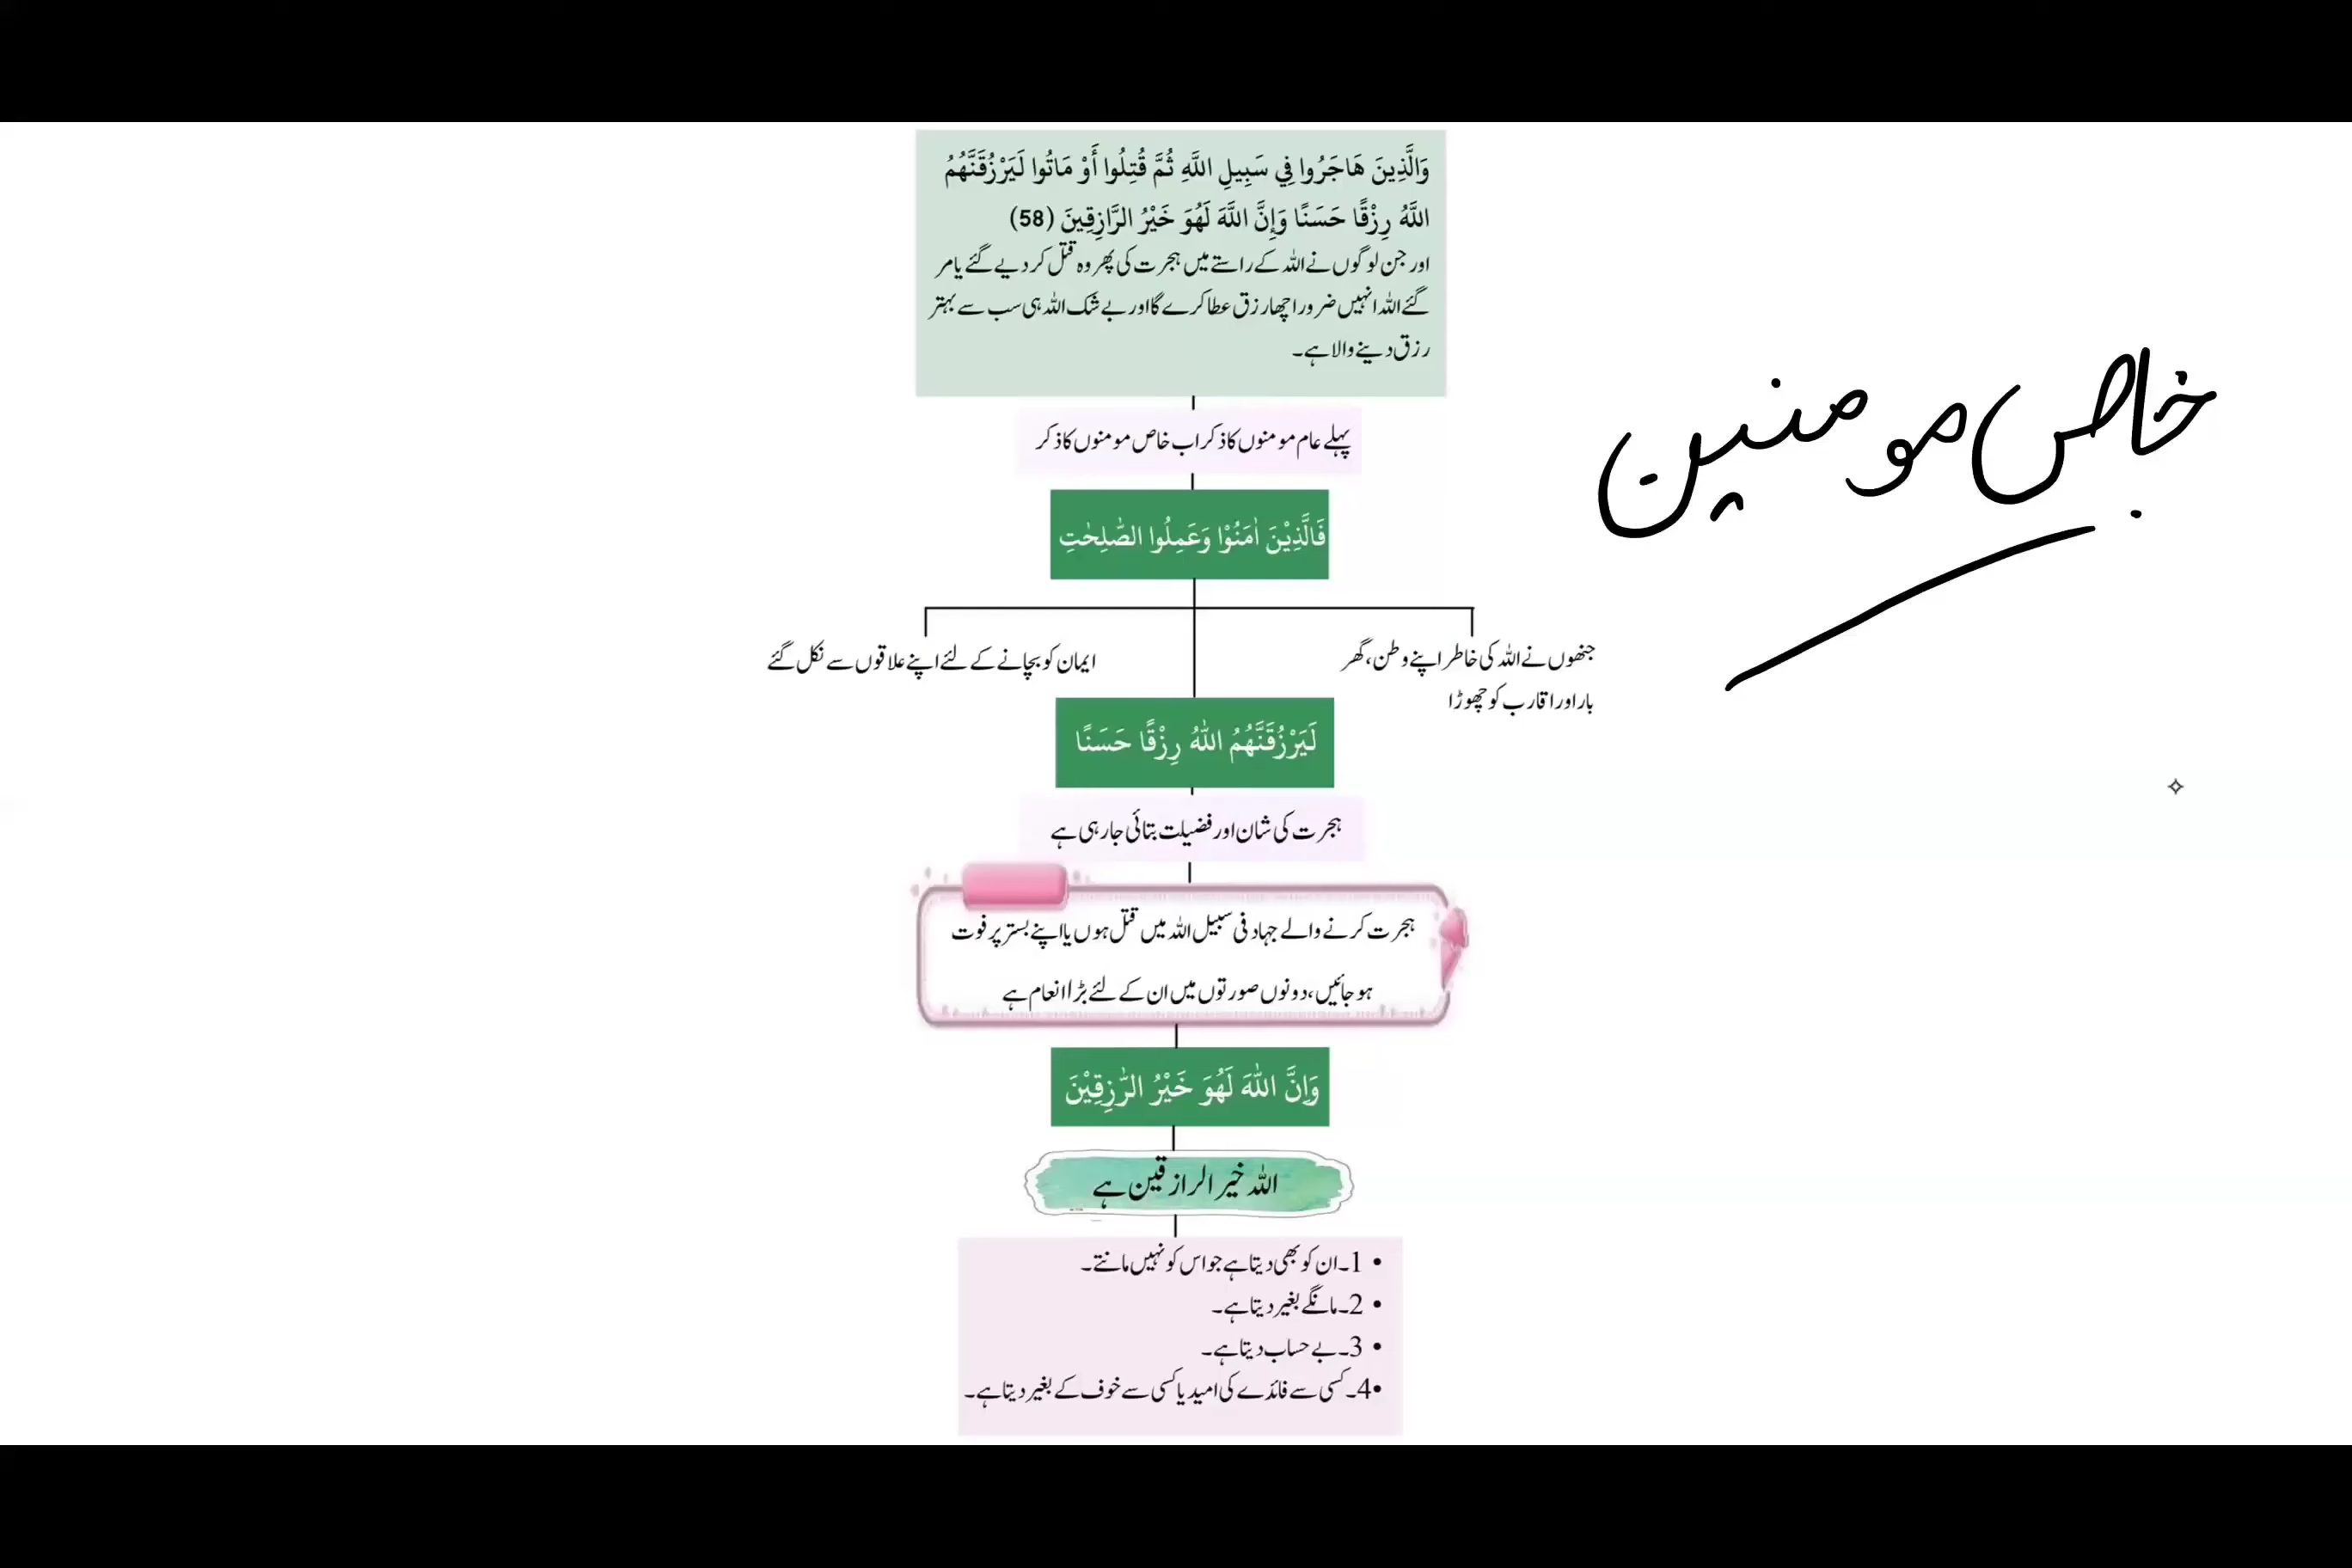 وَالَّذِينَ هَاجَرُوا فِي سَبِيلِ اللَّهِ ثُمَّ قُتِلُوا أَوْ مَاتُوا لَيَرْزُقَنَّهُمُ
اللَّهُ رِزْقًا حَسَنًا وَإِنَّ اللَّهَ لَهُوَ خَيْرُ الرَّازِقِينَ (58)
اور جن لوگوں نے اللہ کے راستے میں ہجرت کی پھر وہ قتل کر دیے گئے یا مر
گئے اللہ انہیں ضرور اچھا رزق عطا کرے گا اور بے شک اللہ ہی سب سے بہتر
رزق دینے والا ہے۔
خاص مومنین
پہلے عام مومنوں کا ذکر اب خاص مومنوں کا ذکر
فَالَّذِیْنَ اٰمَنُوْا وَعَمِلُوا الصّٰلِحٰتِ
جنھوں نے اللہ کی خاطر اپنے وطن، گھر
بار اور اقارب کو چھوڑا
ایمان کو بچانے کے لئے اپنے علاقوں سے نکل گئے
لَیَرْزُقَنَّهُمُ اللّٰهُ رِزْقًا حَسَنًا
ہجرت کی شان اور فضیلت بتائی جا رہی ہے
ہجرت کرنے والے جہاد فی سبیل اللہ میں قتل ہوں یا اپنے بستر پر فوت
ہو جائیں، دونوں صورتوں میں ان کے لئے بڑا انعام ہے
وَاِنَّ اللّٰهَ لَهُوَ خَیْرُ الرّٰزِقِیْنَ
اللہ خیر الرازقین ہے
• 1۔ ان کو بھی دیتا ہے جو اس کو نہیں مانتے۔
• 2۔ مانگے بغیر دیتا ہے۔
• 3۔ بے حساب دیتا ہے۔
• 4۔ کسی سے فائدے کی امید یا کسی سے خوف کے بغیر دیتا ہے۔